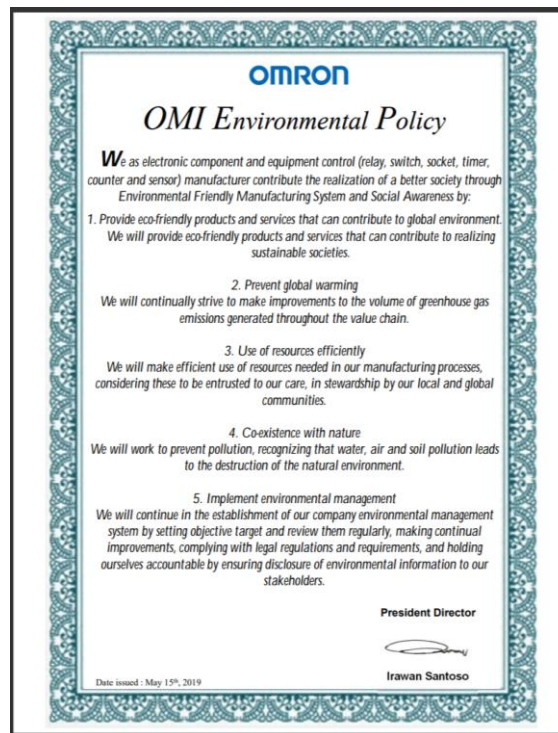 OMRON
OMI Environmental Policy
We as electronic component and equipment control (relay, switch, socket, timer,
counter and sensor) manufacturer contribute the realization of a better society through
Environmental Friendly Manufacturing System and Social Awareness by:
1. Provide eco-friendly products and services that can contribute to global environment.
We will provide eco-friendly products and services that can contribute to realizing
sustainable societies.
2. Prevent global warming
We will continually strive to make improvements to the volume of greenhouse gas
emissions generated throughout the value chain.
3. Use of resources efficiently
We will make efficient use of resources needed in our manufacturing processes,
considering these to be entrusted to our care, in stewardship by our local and global
communities.
4. Co-existence with nature
We will work to prevent pollution, recognizing that water, air and soil pollution leads
to the destruction of the natural environment.
5. Implement environmental management
We will continue in the establishment of our company environmental management
system by setting objective target and review them regularly, making continual
improvements, complying with legal regulations and requirements, and holding
ourselves accountable by ensuring disclosure of environmental information to our
stakeholders.
President Director
Irawan Santoso
Date issued : May 15th, 2019